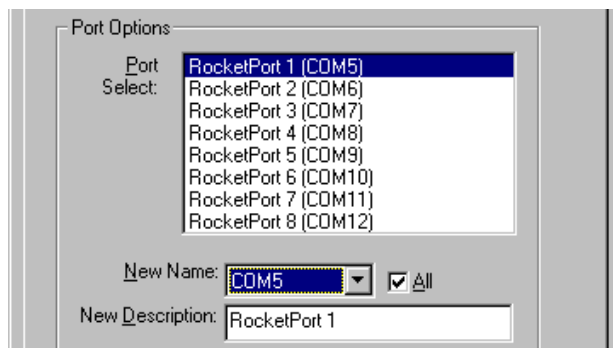 Port Options
Port Select:
RocketPort 1 (COM5)
RocketPort 2 (COM6)
RocketPort 3 (COM7)
RocketPort 4 (COM8)
RocketPort 5 (COM9)
RocketPort 6 (COM10)
RocketPort 7 (COM11)
RocketPort 8 (COM12)
New Name: COM5 All
New Description: RocketPort 1